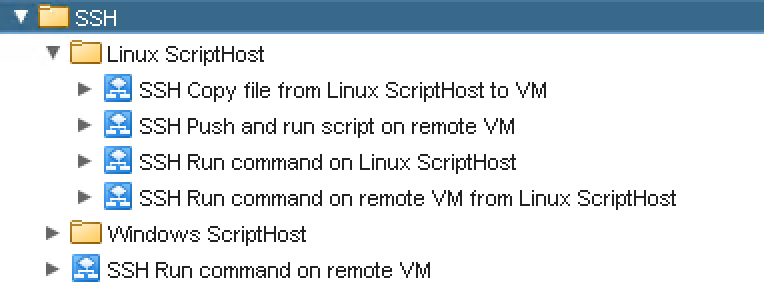 SSH
Linux ScriptHost
SSH Copy file from Linux ScriptHost to VM
SSH Push and run script on remote VM
SSH Run command on Linux ScriptHost
SSH Run command on remote VM from Linux ScriptHost
Windows ScriptHost
SSH Run command on remote VM